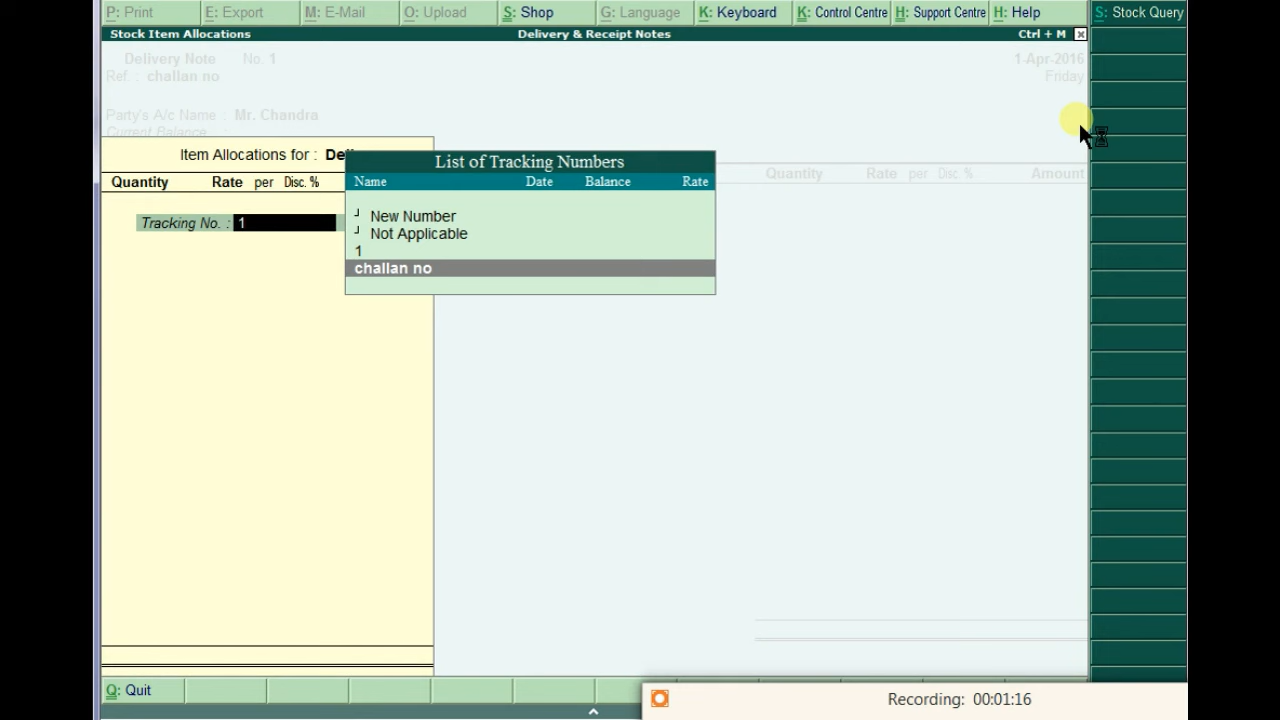 P: Print E: Export M: E-Mail O: Upload S: Shop G: Language K: Keyboard K: Control Centre H: Support Centre H: Help S: Stock Query
Stock Item Allocations Delivery & Receipt Notes Ctrl + M x
Delivery Note No. 1 1-Apr-2016
Ref. : challan no Friday
Party's A/c Name : Mr. Chandra
Current Balance :
Item Allocations for :
List of Tracking Numbers
Quantity Rate per Disc. % Name Date Balance Rate Quantity Rate per Disc. % Amount
┘ New Number
Tracking No. : 1 ┘ Not Applicable
1
challan no
Q: Quit
Recording: 00:01:16